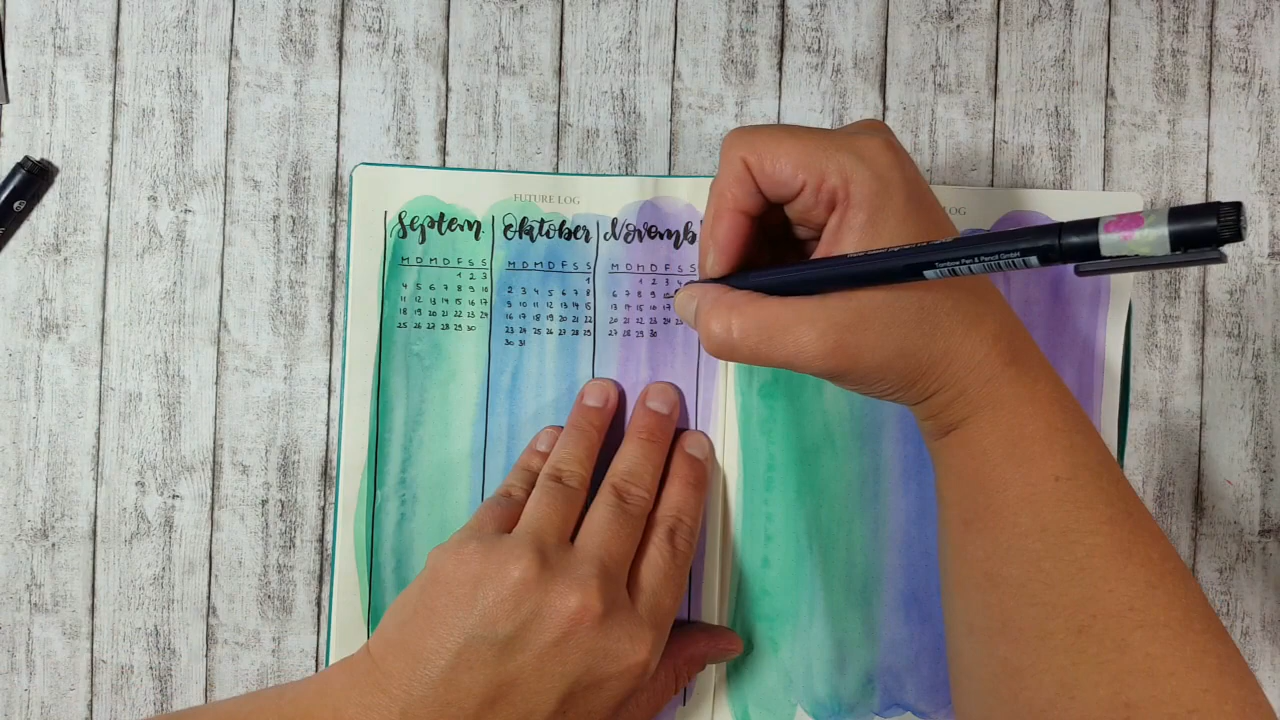 FUTURE LOG
Septem.
M D M D F S S
1 2 3
4 5 6 7 8 9 10
11 12 13 14 15 16 17
18 19 20 21 22 23 24
25 26 27 28 29 30
Oktober
M D M D F S S
1
2 3 4 5 6 7 8
9 10 11 12 13 14 15
16 17 18 19 20 21 22
23 24 25 26 27 28 29
30 31
Novemb.
M D M D F S S
1 2 3 4
6 7 8 9 10
13 14 15 16 17
20 21 22 23 24 25
27 28 29 30
LOG
Tombow Pen & Pencil GmbH